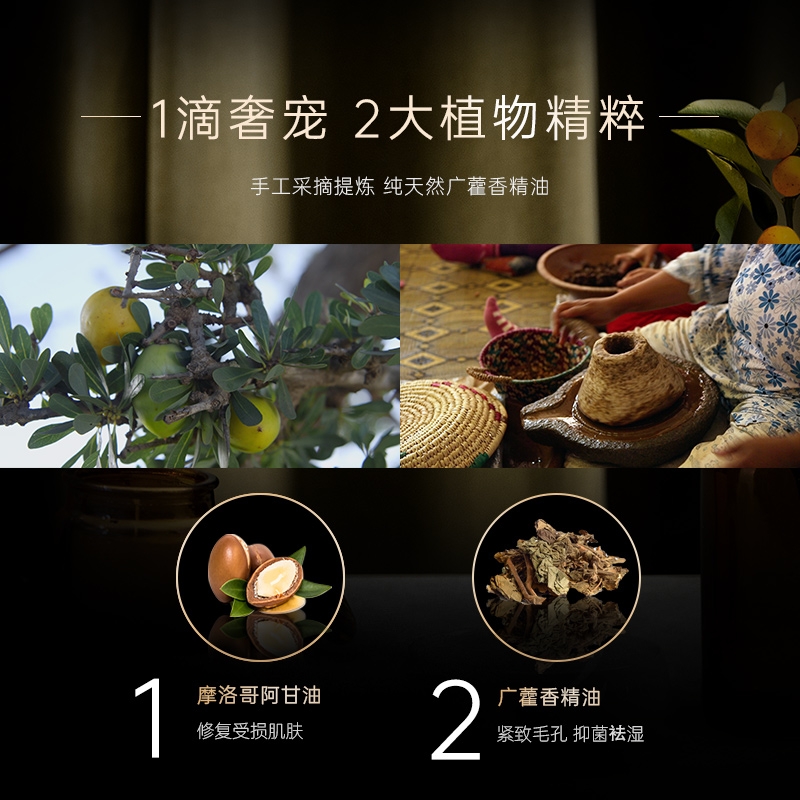 1滴奢宠 2大植物精粹
手工采摘提炼 纯天然广藿香精油
1
摩洛哥阿甘油
修复受损肌肤
2
广藿香精油
紧致毛孔 抑菌袪湿